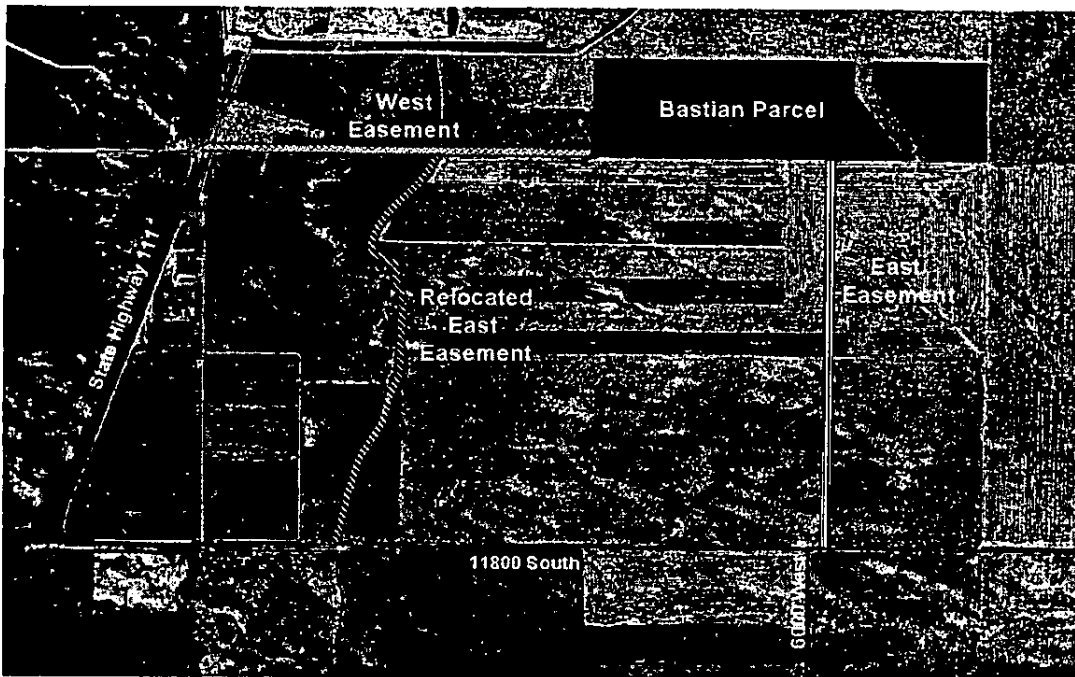 West
Easement
Bastian Parcel
State Highway 111
East
Easement
Relocated
East
Easement
11800 South
6000 West